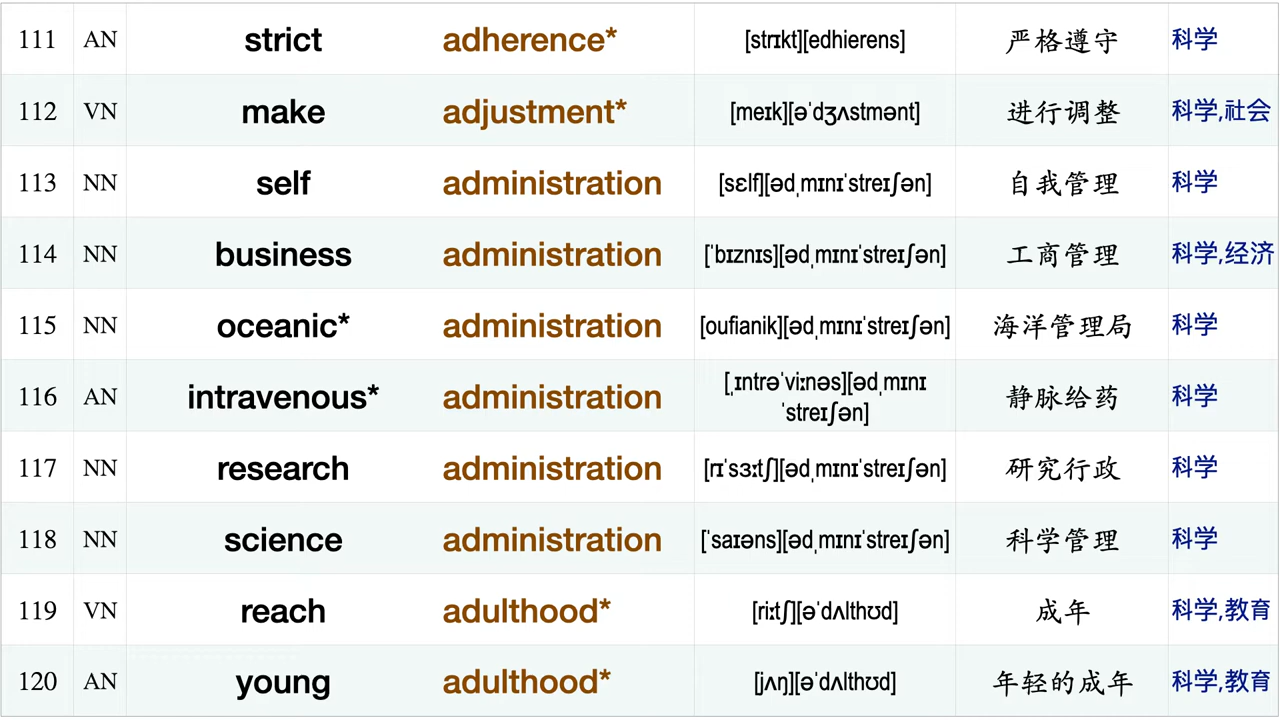 111 AN strict adherence* [strɪkt][edhierens] 严格遵守 科学
112 VN make adjustment* [meɪk][əˈdʒʌstmənt] 进行调整 科学,社会
113 NN self administration [sɛlf][ədˌmɪnɪˈstreɪʃən] 自我管理 科学
114 NN business administration [ˈbɪznɪs][ədˌmɪnɪˈstreɪʃən] 工商管理 科学,经济
115 NN oceanic* administration [oufianik][ədˌmɪnɪˈstreɪʃən] 海洋管理局 科学
116 AN intravenous* administration [ˌɪntrəˈviːnəs][ədˌmɪnɪ
ˈstreɪʃən] 静脉给药 科学
117 NN research administration [rɪˈsɜːtʃ][ədˌmɪnɪˈstreɪʃən] 研究行政 科学
118 NN science administration [ˈsaɪəns][ədˌmɪnɪˈstreɪʃən] 科学管理 科学
119 VN reach adulthood* [riːtʃ][əˈdʌlthʊd] 成年 科学,教育
120 AN young adulthood* [jʌŋ][əˈdʌlthʊd] 年轻的成年 科学,教育